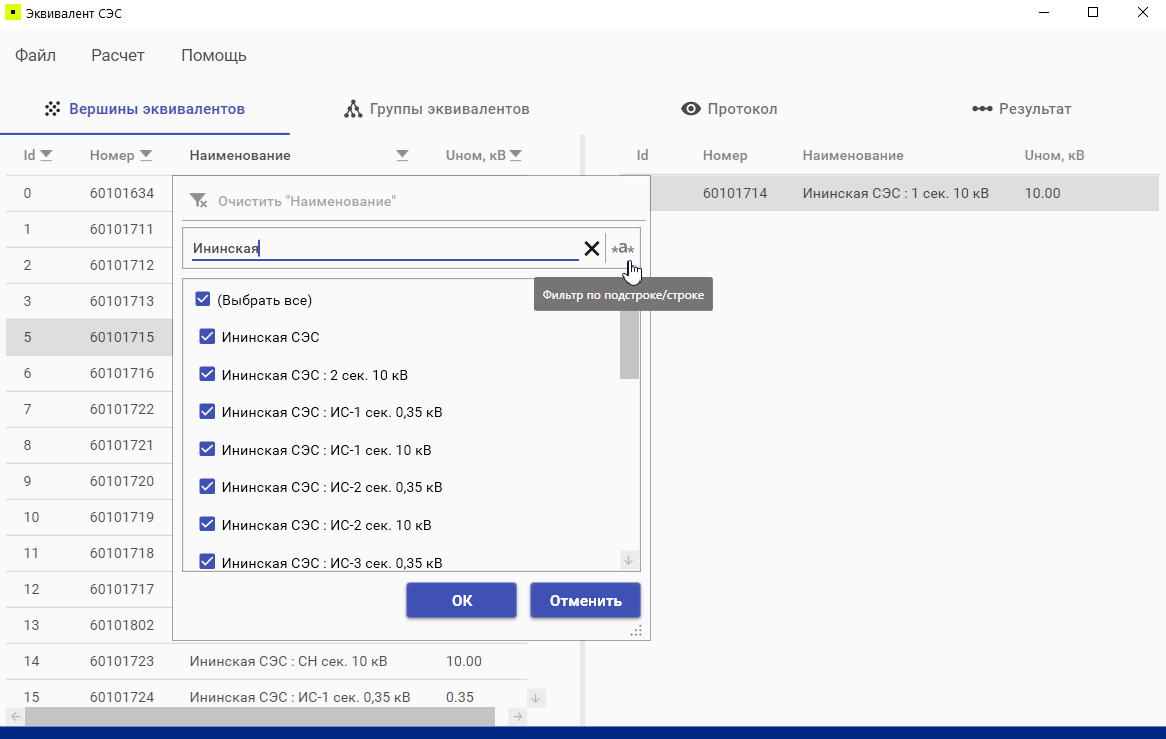 Эквивалент СЭС
Файл Расчет Помощь
Вершины эквивалентов Группы эквивалентов Протокол Результат
Id Номер Наименование Uном, кВ Id Номер Наименование Uном, кВ
0 60101634 60101714 Ининская СЭС : 1 сек. 10 кВ 10.00
Очистить "Наименование"
1 60101711
Ининская *a*
2 60101712
Фильтр по подстроке/строке
3 60101713 (Выбрать все)
5 60101715 Ининская СЭС
6 60101716 Ининская СЭС : 2 сек. 10 кВ
7 60101722 Ининская СЭС : ИС-1 сек. 0,35 кВ
8 60101721 Ининская СЭС : ИС-1 сек. 10 кВ
9 60101720 Ининская СЭС : ИС-2 сек. 0,35 кВ
10 60101719 Ининская СЭС : ИС-2 сек. 10 кВ
11 60101718 Ининская СЭС : ИС-3 сек. 0,35 кВ
12 60101717 ОК Отменить
13 60101802
14 60101723 Ининская СЭС : СН сек. 10 кВ 10.00
15 60101724 Ининская СЭС : ИС-1 сек. 0,35 кВ 0.35